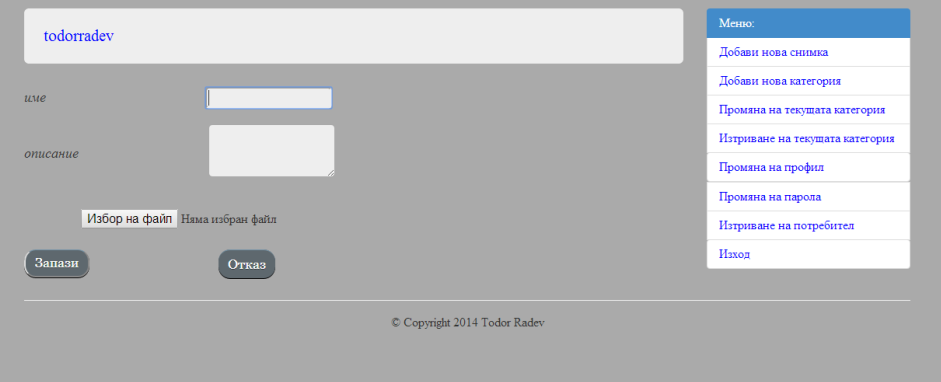 todorradev
име
описание
Избор на файл Няма избран файл
Запази Отказ
Меню:
Добави нова снимка
Добави нова категория
Промяна на текущата категория
Изтриване на текущата категория
Промяна на профил
Промяна на парола
Изтриване на потребител
Изход
© Copyright 2014 Todor Radev